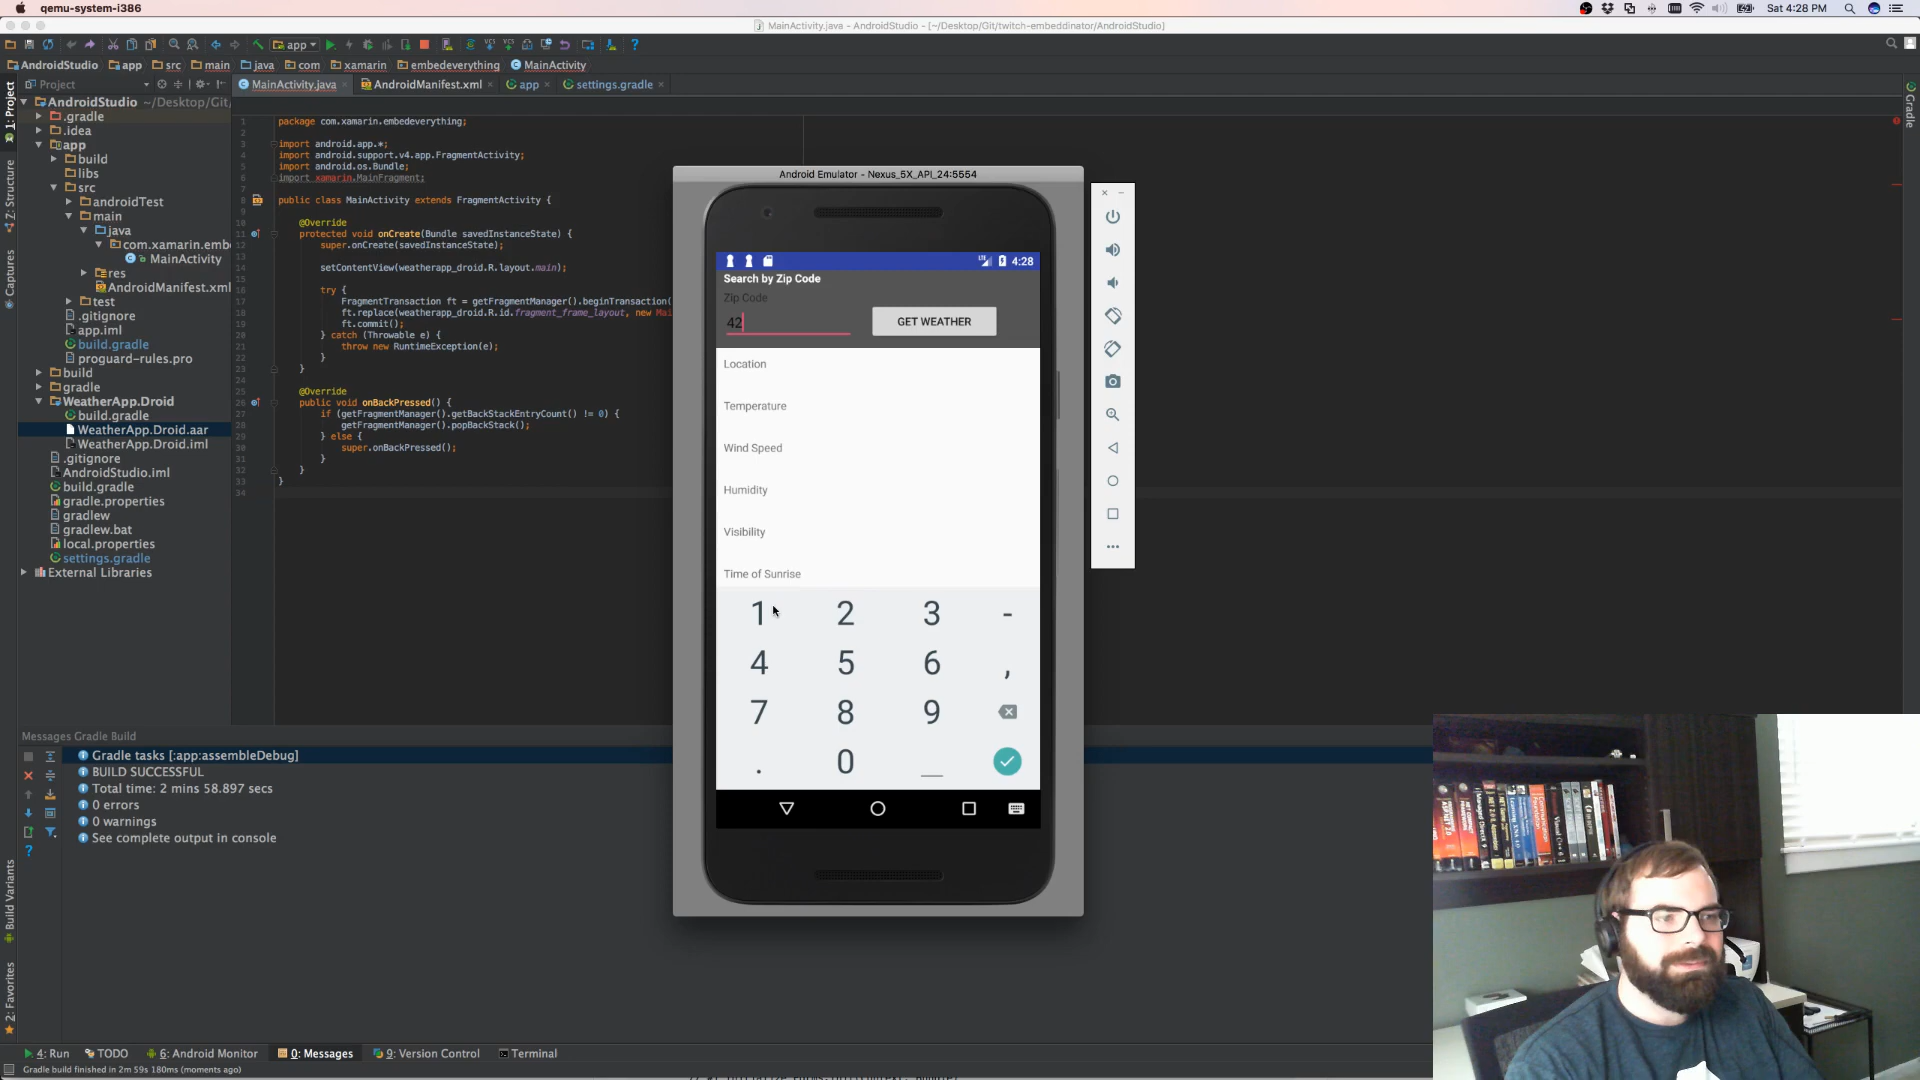 qemu-system-i386
Sat 4:28 PM
MainActivity.java - AndroidStudio - [~/Desktop/Git/twitch-embeddinator/AndroidStudio]
app
AndroidStudio app src main java com xamarin embedeverything MainActivity
Project
MainActivity.java AndroidManifest.xml app settings.gradle
1: Project
Z: Structure
Captures
Build Variants
2: Favorites
Gradle
AndroidStudio ~/Desktop/Git/
.gradle
.idea
app
build
libs
src
androidTest
main
java
com.xamarin.emb
MainActivity
res
AndroidManifest.xml
test
.gitignore
app.iml
build.gradle
proguard-rules.pro
build
gradle
WeatherApp.Droid
build.gradle
WeatherApp.Droid.aar
WeatherApp.Droid.iml
.gitignore
AndroidStudio.iml
build.gradle
gradle.properties
gradlew
gradlew.bat
local.properties
settings.gradle
External Libraries
package com.xamarin.embedeverything;
import android.app.*;
import android.support.v4.app.FragmentActivity;
import android.os.Bundle;
import xamarin.MainFragment;
public class MainActivity extends FragmentActivity {
@Override
protected void onCreate(Bundle savedInstanceState) {
super.onCreate(savedInstanceState);
setContentView(weatherapp_droid.R.layout.main);
try {
FragmentTransaction ft = getFragmentManager().beginTransaction(
ft.replace(weatherapp_droid.R.id.fragment_frame_layout, new Mai
ft.commit();
} catch (Throwable e) {
throw new RuntimeException(e);
}
}
@Override
public void onBackPressed() {
if (getFragmentManager().getBackStackEntryCount() != 0) {
getFragmentManager().popBackStack();
} else {
super.onBackPressed();
}
}
}
Android Emulator - Nexus_5X_API_24:5554
4:28
Search by Zip Code
Zip Code
42
GET WEATHER
Location
Temperature
Wind Speed
Humidity
Visibility
Time of Sunrise
1 2 3 -
4 5 6 ,
7 8 9
. 0 _
Messages Gradle Build
Gradle tasks [:app:assembleDebug]
BUILD SUCCESSFUL
Total time: 2 mins 58.897 secs
0 errors
0 warnings
See complete output in console
4: Run TODO 6: Android Monitor 0: Messages 9: Version Control Terminal
Gradle build finished in 2m 59s 180ms (moments ago)